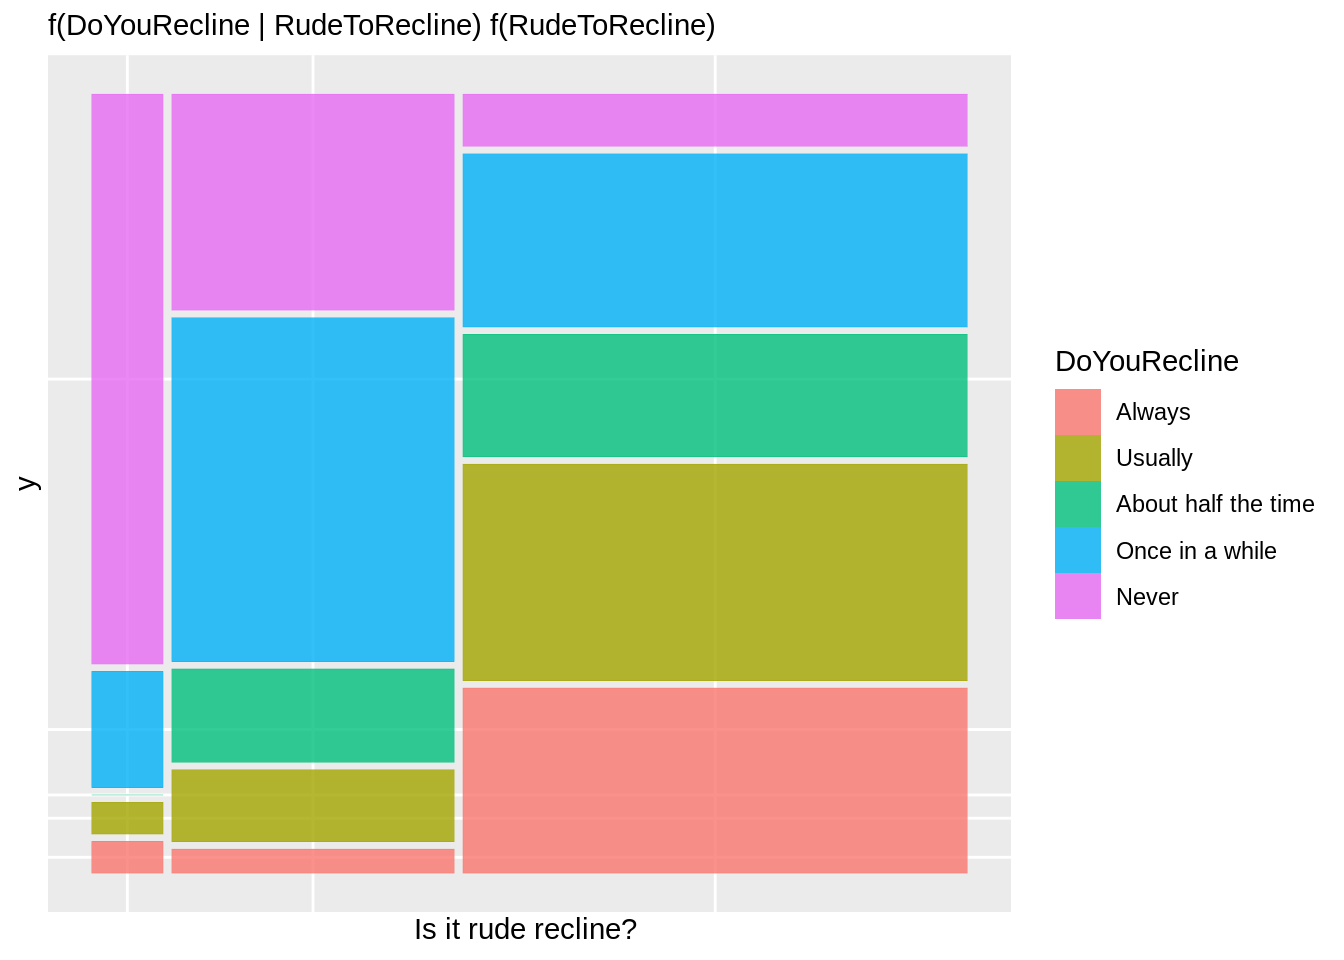 f(DoYouRecline | RudeToRecline) f(RudeToRecline)
y
Is it rude recline?
DoYouRecline
Always
Usually
About half the time
Once in a while
Never